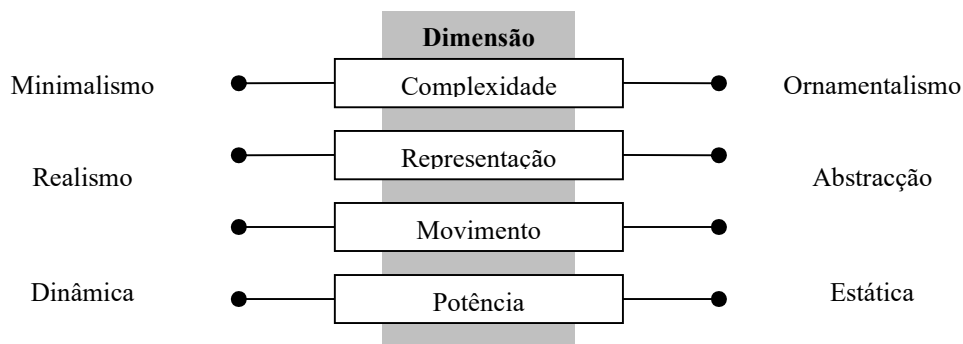 Dimensão
Minimalismo Complexidade Ornamentalismo
Representação
Realismo Abstracção
Movimento
Dinâmica Potência Estática